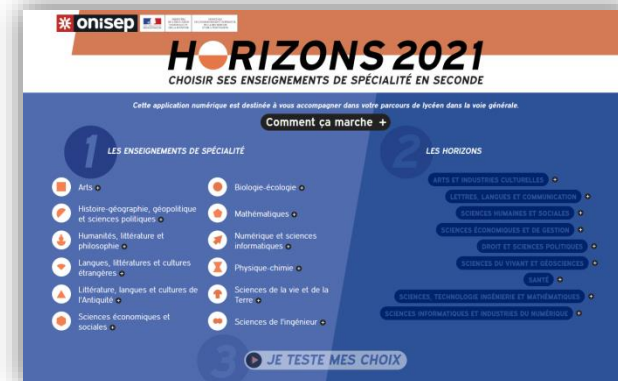 onisep
HORIZONS 2021
CHOISIR SES ENSEIGNEMENTS DE SPÉCIALITÉ EN SECONDE
Cette application numérique est destinée à vous accompagner dans votre parcours de lycéen dans la voie générale.
Comment ça marche +
1 LES ENSEIGNEMENTS DE SPÉCIALITÉ
Arts +
Histoire-géographie, géopolitique
et sciences politiques +
Humanités, littérature et
philosophie +
Langues, littératures et cultures
étrangères +
Littérature, langues et cultures de
l'Antiquité +
Sciences économiques et
sociales +
Biologie-écologie +
Mathématiques +
Numérique et sciences
informatiques +
Physique-chimie +
Sciences de la vie et de la
Terre +
Sciences de l'ingénieur +
2 LES HORIZONS
ARTS ET INDUSTRIES CULTURELLES +
LETTRES, LANGUES ET COMMUNICATION +
SCIENCES HUMAINES ET SOCIALES +
SCIENCES ÉCONOMIQUES ET DE GESTION +
DROIT ET SCIENCES POLITIQUES +
SCIENCES DU VIVANT ET GÉOSCIENCES +
SANTÉ +
SCIENCES, TECHNOLOGIE INGÉNIERIE ET MATHÉMATIQUES +
SCIENCES INFORMATIQUES ET INDUSTRIES DU NUMÉRIQUE +
3 JE TESTE MES CHOIX